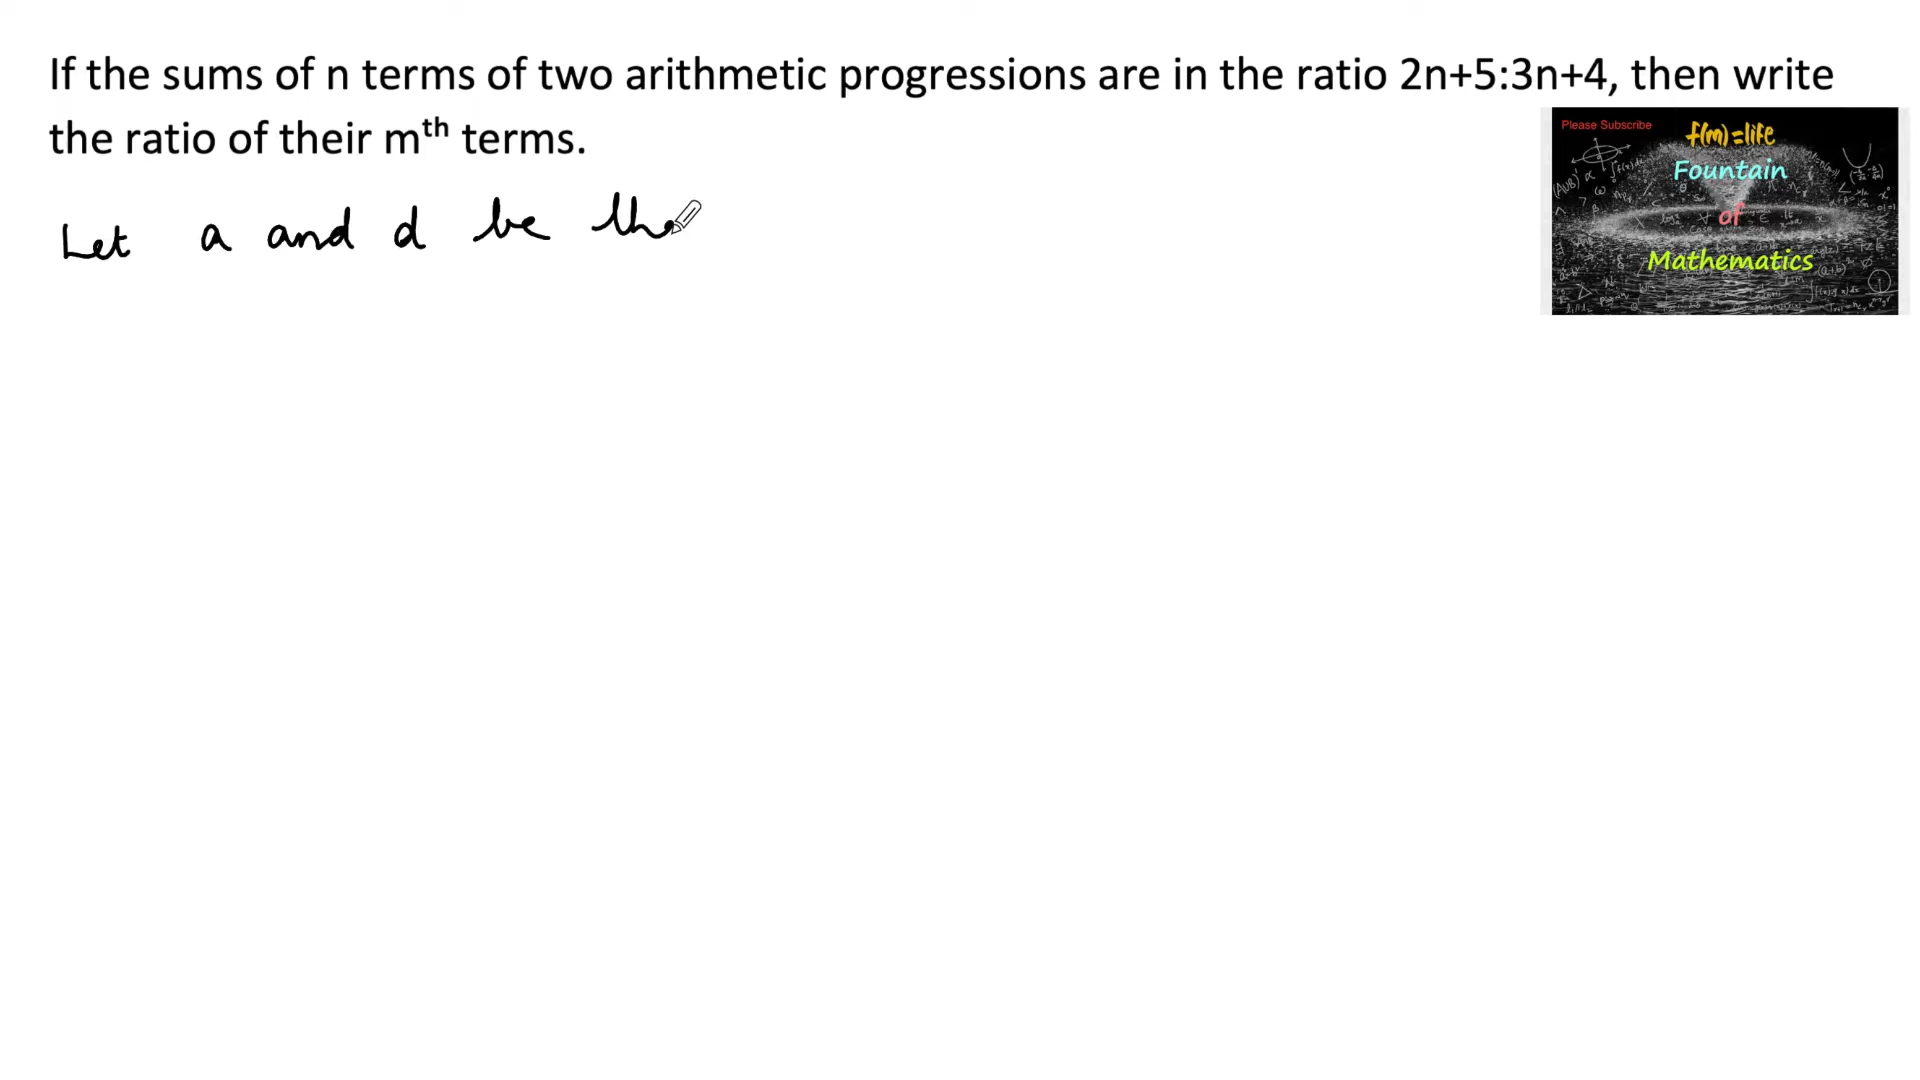 If the sums of n terms of two arithmetic progressions are in the ratio 2n+5:3n+4, then write
the ratio of their mᵗʰ terms.
Let a and d be the
Please Subscribe
f(m)=life
Fountain
of
Mathematics